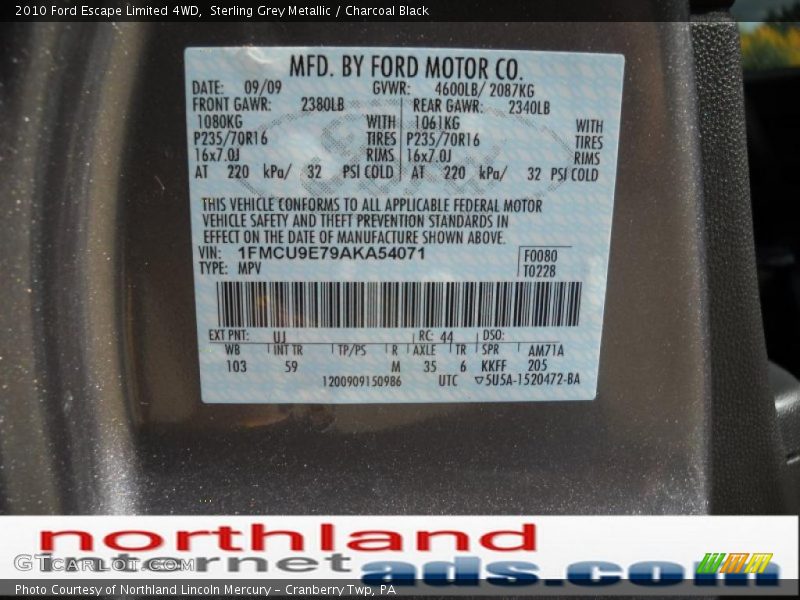 2010 Ford Escape Limited 4WD,  Sterling Grey Metallic / Charcoal Black
MFD. BY FORD MOTOR CO.
DATE: 09/09 GVWR: 4600LB/ 2087KG
FRONT GAWR: 2380LB REAR GAWR: 2340LB
1080KG WITH 1061KG WITH
P235/70R16 TIRES P235/70R16 TIRES
16x7.0J RIMS 16x7.0J RIMS
AT 220 kPa/ 32 PSI COLD AT 220 kPa/ 32 PSI COLD
THIS VEHICLE CONFORMS TO ALL APPLICABLE FEDERAL MOTOR
VEHICLE SAFETY AND THEFT PREVENTION STANDARDS IN
EFFECT ON THE DATE OF MANUFACTURE SHOWN ABOVE.
VIN: 1FMCU9E79AKA54071 F0080
TYPE: MPV T0228
EXT PNT: UJ RC: 44 DSO:
WB INT TR TP/PS R AXLE TR SPR AM71A
103 59 M 35 6 KKFF 205
1200909150986 UTC ▽5U5A-1520472-BA
northland
internet
ads.com
GTCARLOT.COM
Photo Courtesy of Northland Lincoln Mercury - Cranberry Twp, PA